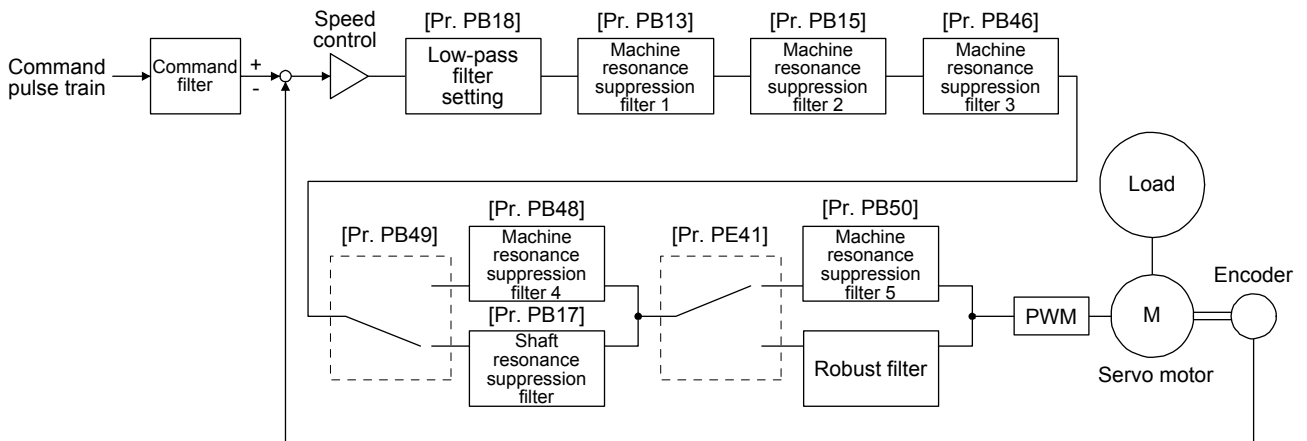 Speed
control
[Pr. PB18]
[Pr. PB13]
[Pr. PB15]
[Pr. PB46]
Command
pulse train
Command
filter
+
-
Low-pass
filter
setting
Machine
resonance
suppression
filter 1
Machine
resonance
suppression
filter 2
Machine
resonance
suppression
filter 3
Load
[Pr. PB49]
[Pr. PB48]
Machine
resonance
suppression
filter 4
[Pr. PB17]
Shaft
resonance
suppression
filter
[Pr. PE41]
[Pr. PB50]
Machine
resonance
suppression
filter 5
Robust filter
PWM
M
Servo motor
Encoder